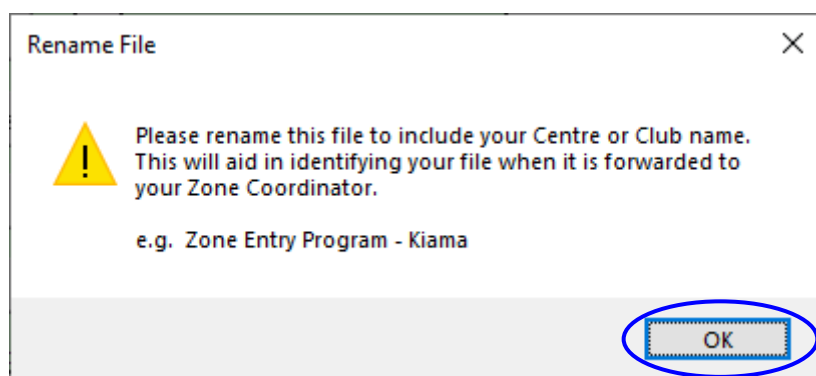 Rename File
Please rename this file to include your Centre or Club name.
This will aid in identifying your file when it is forwarded to
your Zone Coordinator.
e.g.  Zone Entry Program - Kiama
OK